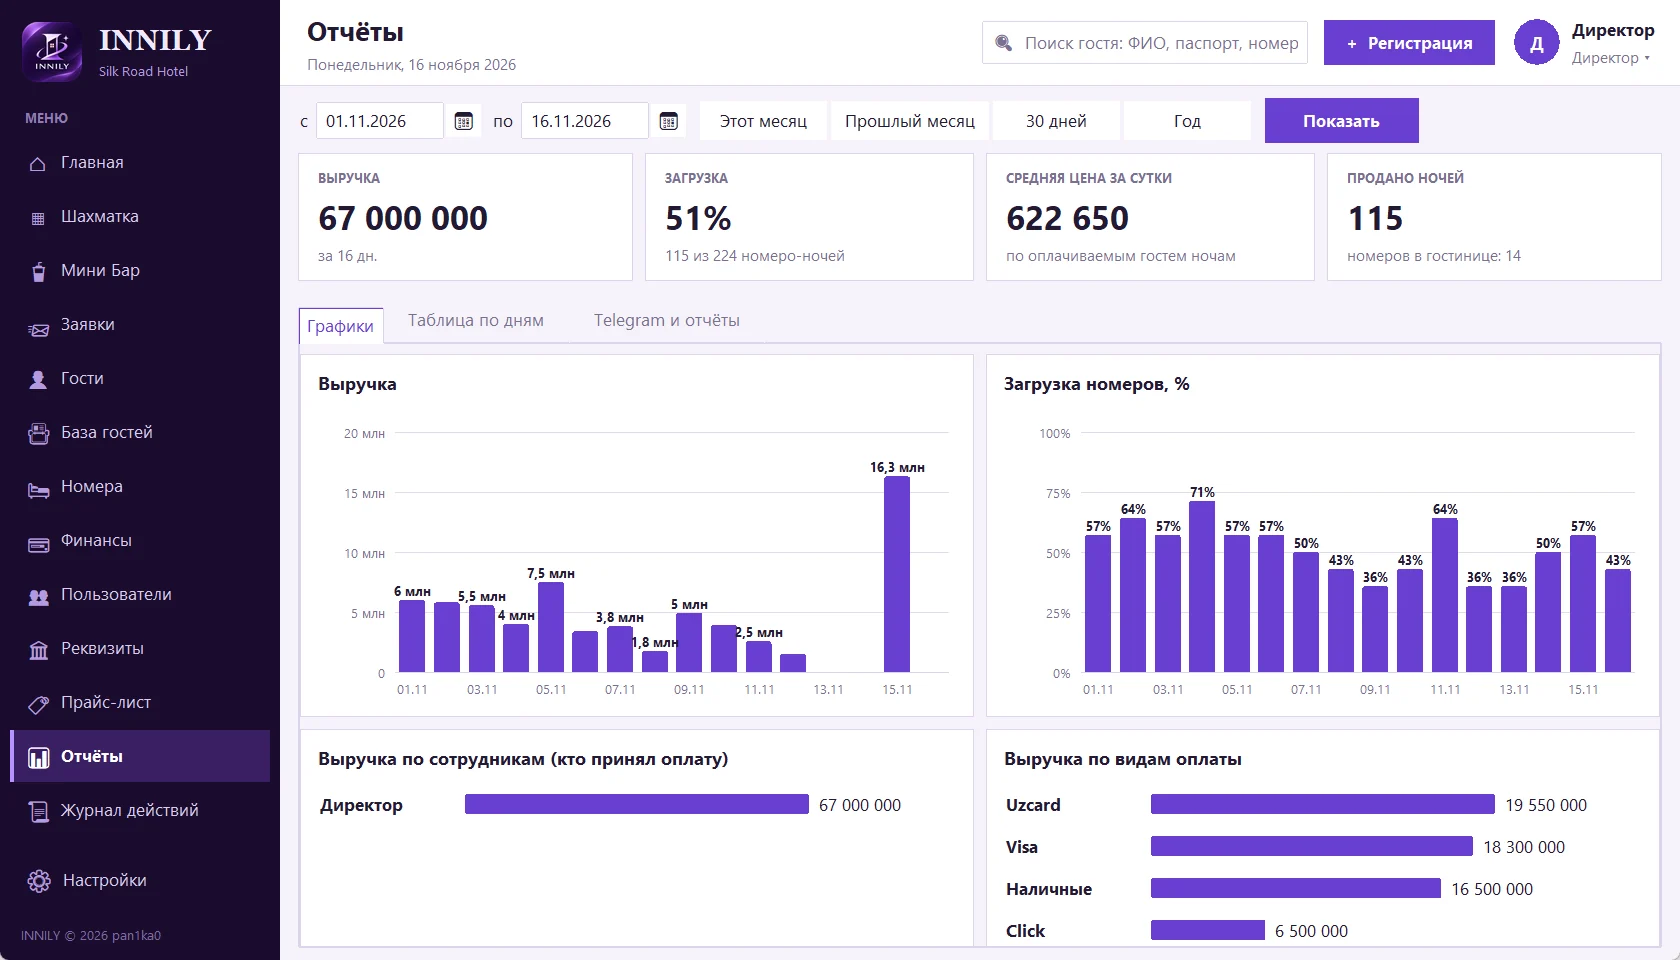 INNILY
INNILY
Silk Road Hotel
МЕНЮ
Главная
Шахматка
Мини Бар
Заявки
Гости
База гостей
Номера
Финансы
Пользователи
Реквизиты
Прайс-лист
Отчёты
Журнал действий
Настройки
INNILY © 2026 pan1ka0
Отчёты
Понедельник, 16 ноября 2026
Поиск гостя: ФИО, паспорт, номер
+ Регистрация
Д
Директор
Директор
с 01.11.2026 по 16.11.2026 Этот месяц Прошлый месяц 30 дней Год Показать
ВЫРУЧКА
67 000 000
за 16 дн.
ЗАГРУЗКА
51%
115 из 224 номеро-ночей
СРЕДНЯЯ ЦЕНА ЗА СУТКИ
622 650
по оплачиваемым гостем ночам
ПРОДАНО НОЧЕЙ
115
номеров в гостинице: 14
Графики Таблица по дням Telegram и отчёты
Выручка
20 млн
15 млн
10 млн
5 млн
0
6 млн
5,5 млн
4 млн
7,5 млн
3,8 млн
1,8 млн
5 млн
2,5 млн
16,3 млн
01.11 03.11 05.11 07.11 09.11 11.11 13.11 15.11
Загрузка номеров, %
100%
75%
50%
25%
0%
57% 64% 57% 71% 57% 57% 50% 43% 36% 43% 64% 36% 36% 50% 57% 43%
01.11 03.11 05.11 07.11 09.11 11.11 13.11 15.11
Выручка по сотрудникам (кто принял оплату)
Директор 67 000 000
Выручка по видам оплаты
Uzcard 19 550 000
Visa 18 300 000
Наличные 16 500 000
Click 6 500 000